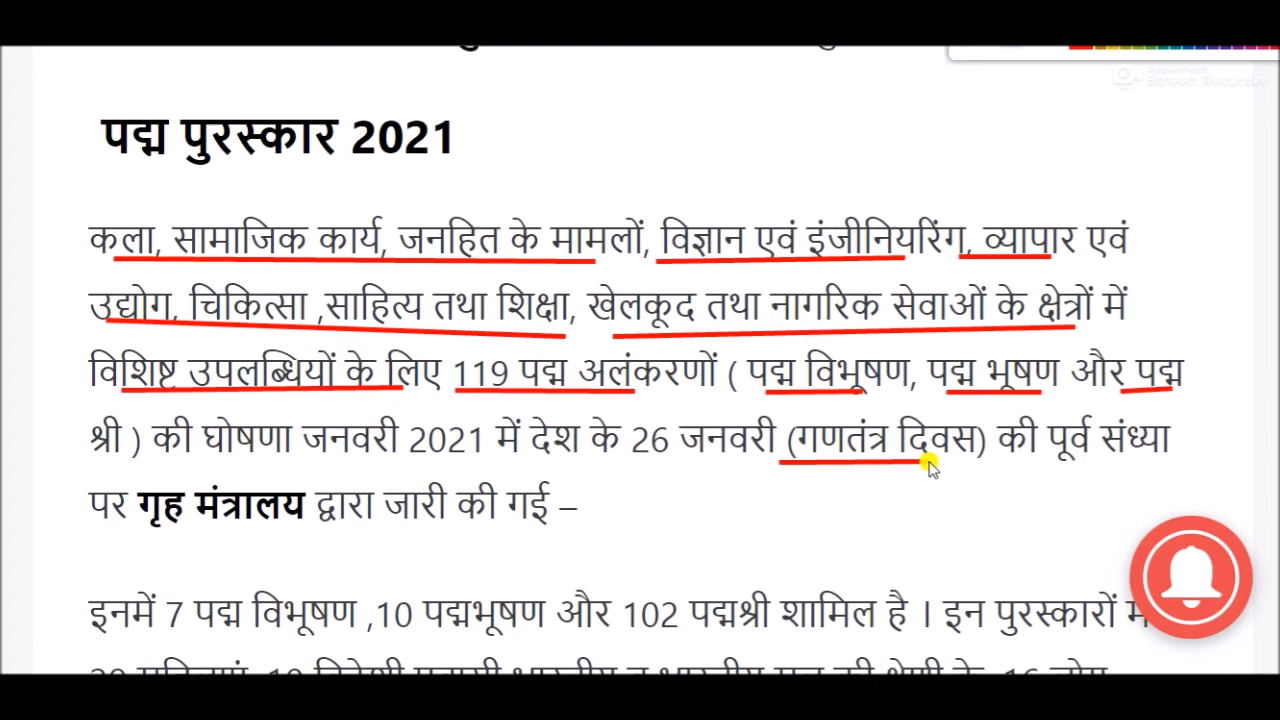 पद्म पुरस्कार 2021
कला, सामाजिक कार्य, जनहित के मामलों, विज्ञान एवं इंजीनियरिंग, व्यापार एवं
उद्योग, चिकित्सा ,साहित्य तथा शिक्षा, खेलकूद तथा नागरिक सेवाओं के क्षेत्रों में
विशिष्ट उपलब्धियों के लिए 119 पद्म अलंकरणों ( पद्म विभूषण, पद्म भूषण और पद्म
श्री ) की घोषणा जनवरी 2021 में देश के 26 जनवरी (गणतंत्र दिवस) की पूर्व संध्या
पर गृह मंत्रालय द्वारा जारी की गई –
इनमें 7 पद्म विभूषण ,10 पद्मभूषण और 102 पद्मश्री शामिल है । इन पुरस्कारों